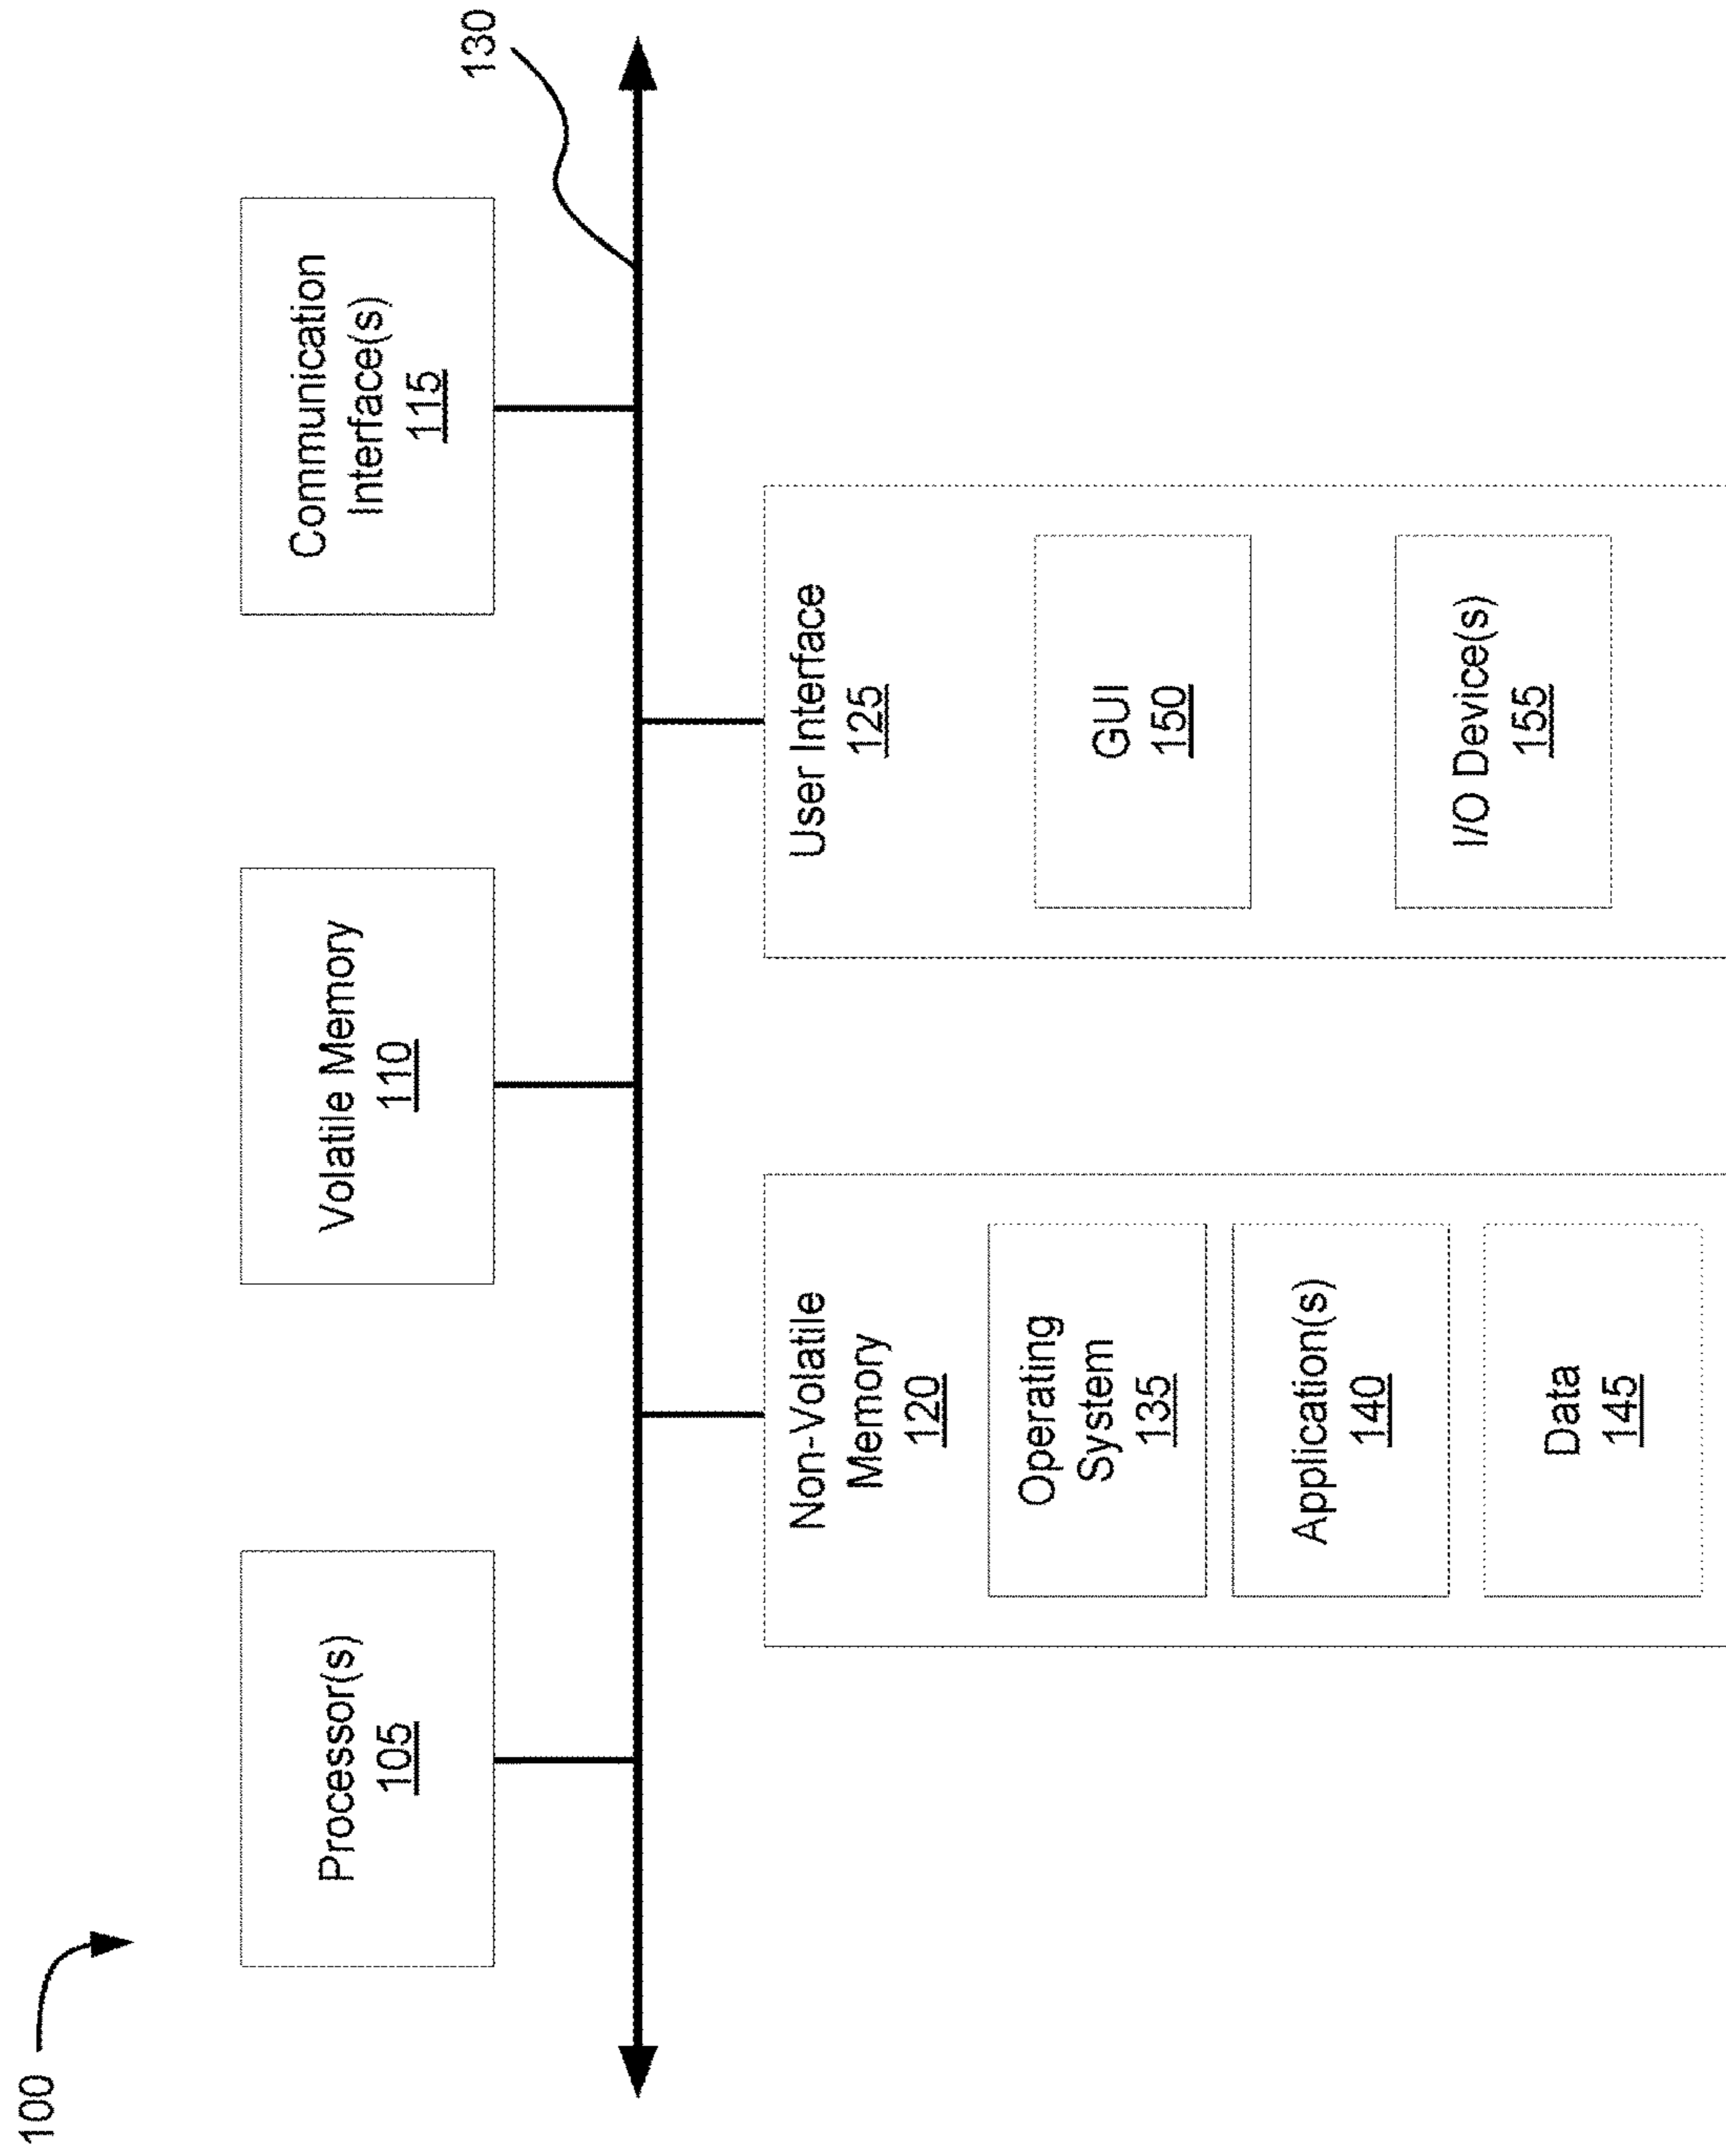 100
130
Processor(s)
105
Volatile Memory
110
Communication
Interface(s)
115
Non-Volatile
Memory
120
Operating
System
135
Application(s)
140
Data
145
User Interface
125
GUI
150
I/O Device(s)
155